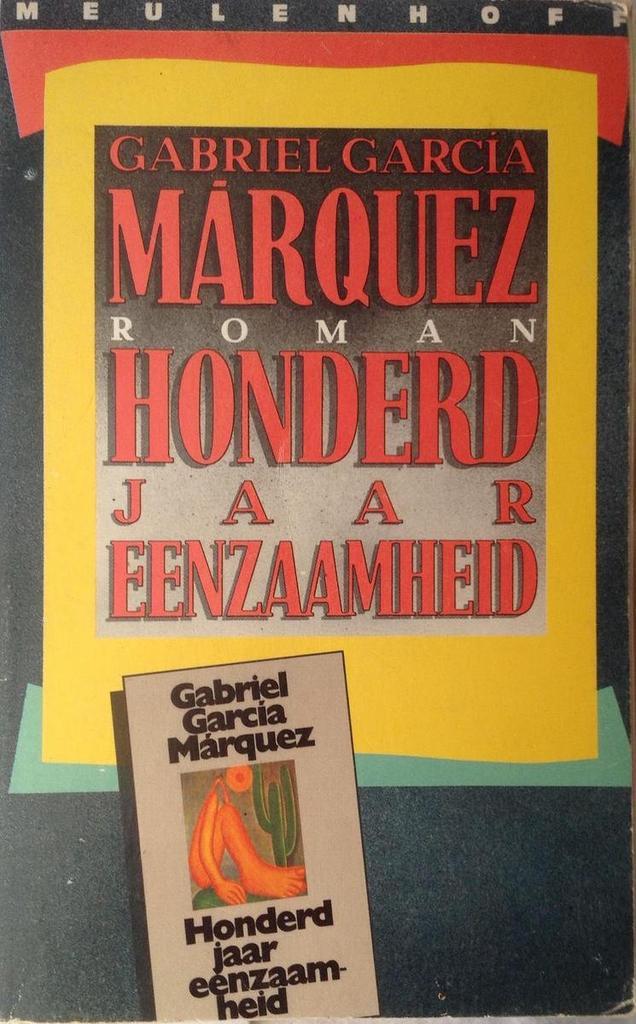 MEULENHOFF
GABRIEL GARCÍA
MÁRQUEZ
ROMAN
HONDERD
JAAR
EENZAAMHEID
Gabriel
García
Márquez
Honderd
jaar
eenzaam-
heid